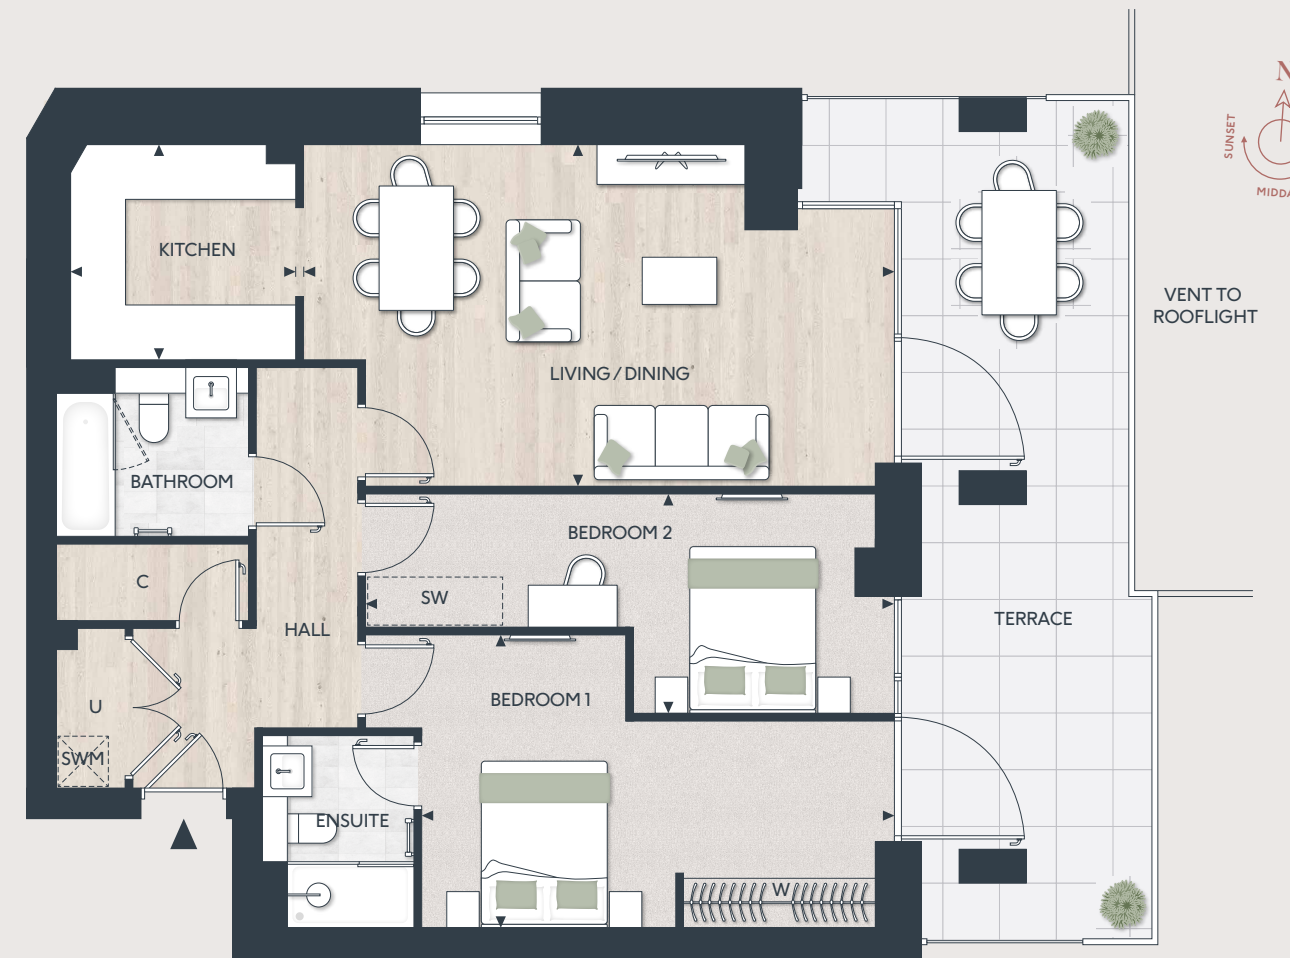 N
SUNSET
KITCHEN
VENT TO
ROOFLIGHT
LIVING / DINING
BATHROOM
BEDROOM 2
C
SW
HALL
TERRACE
U
BEDROOM 1
SWM
ENSUITE
W